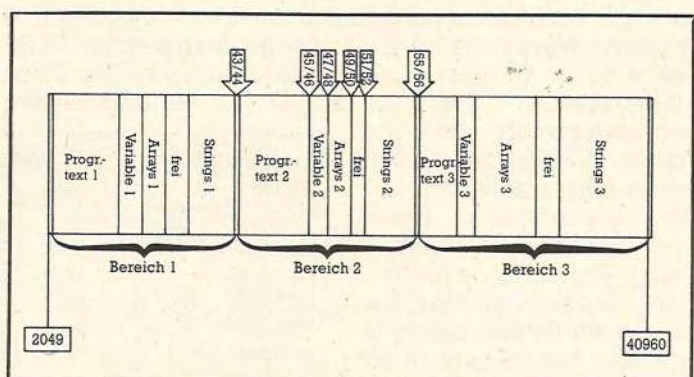 43/44
45/46
47/48
49/50
51/52
55/56
Progr.-
text 1
Variable 1
Arrays 1
frei
Strings 1
Progr.-
text 2
Variable 2
Arrays 2
frei
Strings 2
Progr.-
text 3
Variable 3
Arrays 3
frei
Strings 3
Bereich 1
Bereich 2
Bereich 3
2049
40960